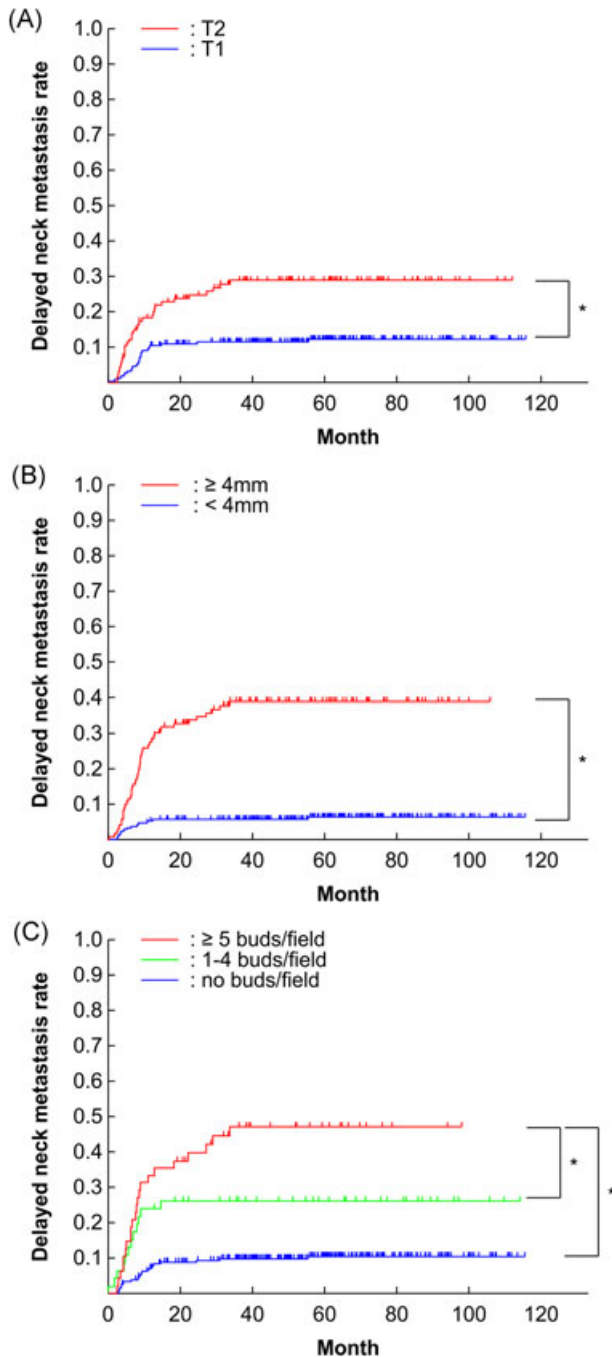 (A)
: T2
: T1
Delayed neck metastasis rate
1.0
0.9
0.8
0.7
0.6
0.5
0.4
0.3
0.2
0.1
*
0 20 40 60 80 100 120
Month
(B)
: ≥ 4mm
: < 4mm
Delayed neck metastasis rate
1.0
0.9
0.8
0.7
0.6
0.5
0.4
0.3
0.2
0.1
*
0 20 40 60 80 100 120
Month
(C)
: ≥ 5 buds/field
: 1-4 buds/field
: no buds/field
Delayed neck metastasis rate
1.0
0.9
0.8
0.7
0.6
0.5
0.4
0.3
0.2
0.1
*
*
0 20 40 60 80 100 120
Month